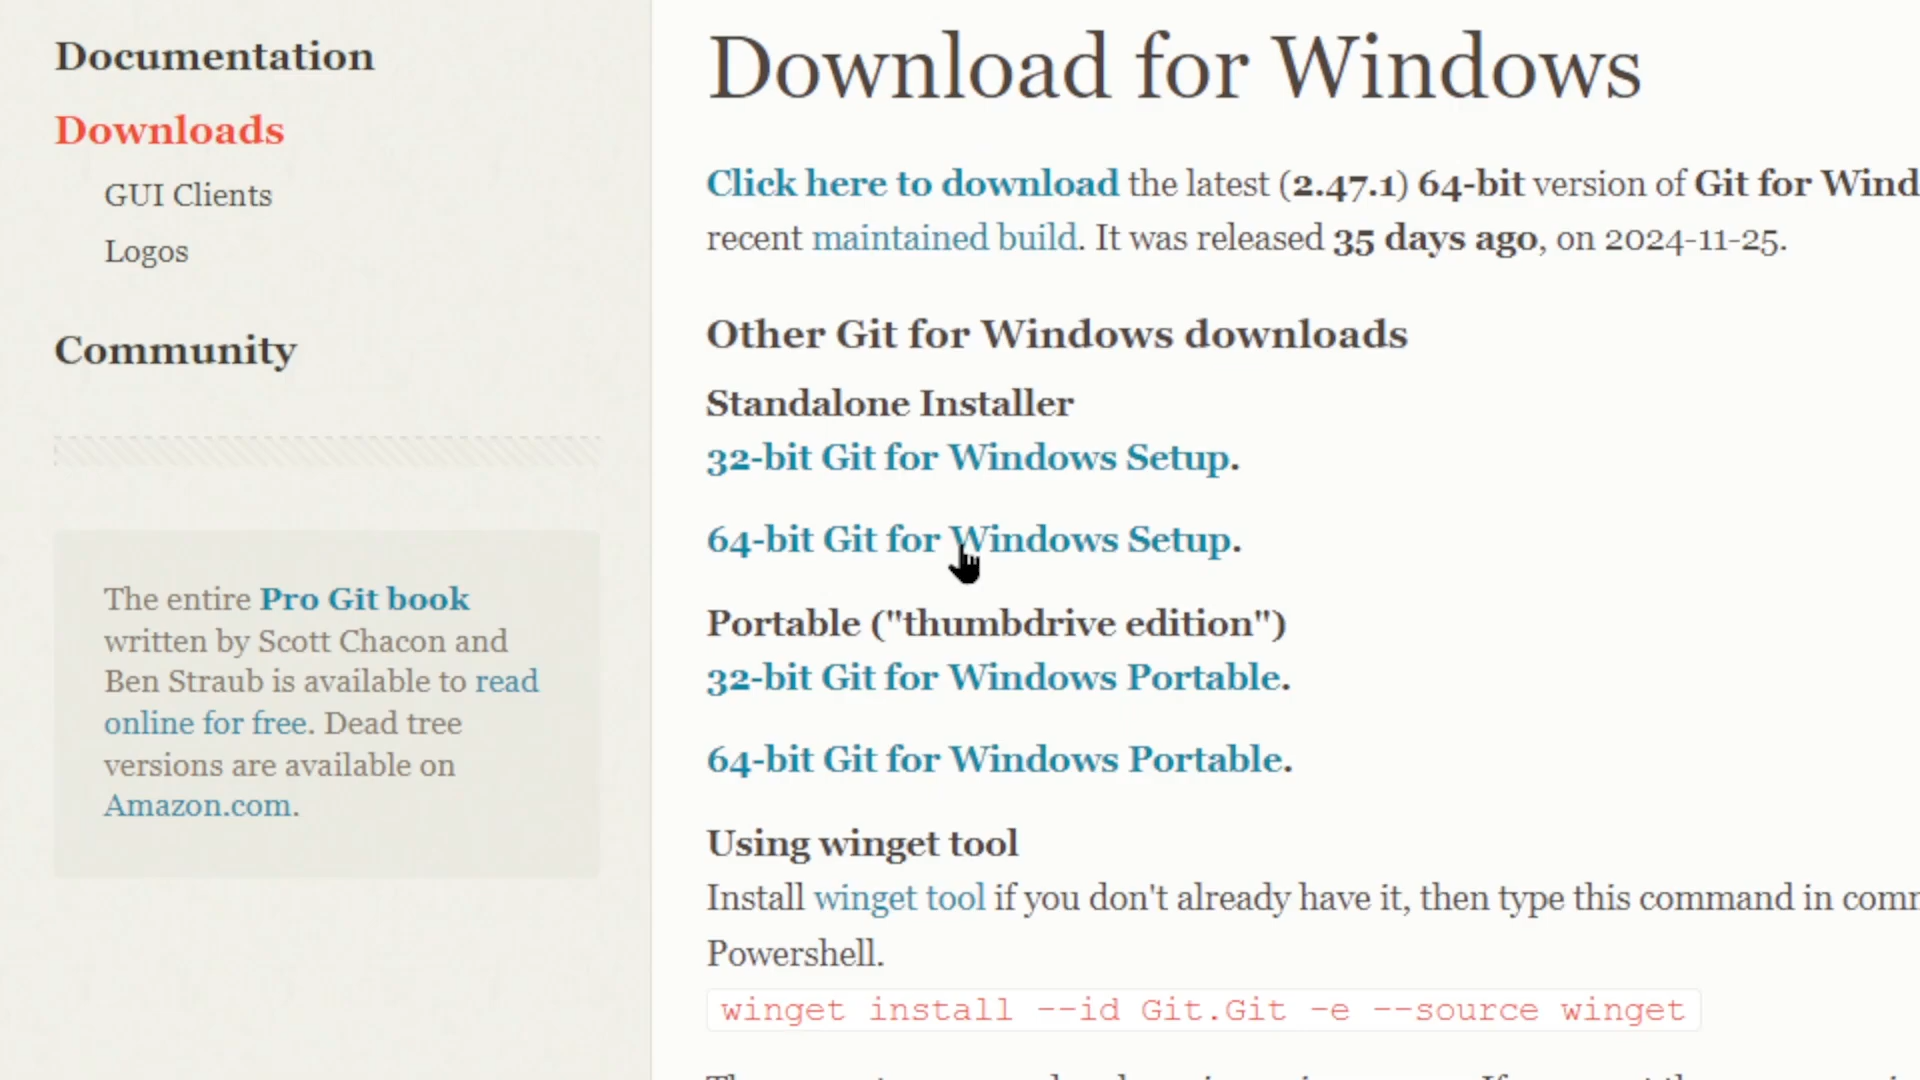 Documentation
Downloads
GUI Clients
Logos
Community
The entire Pro Git book
written by Scott Chacon and
Ben Straub is available to read
online for free. Dead tree
versions are available on
Amazon.com.
Download for Windows
Click here to download the latest (2.47.1) 64-bit version of Git for Wind
recent maintained build. It was released 35 days ago, on 2024-11-25.
Other Git for Windows downloads
Standalone Installer
32-bit Git for Windows Setup.
64-bit Git for Windows Setup.
Portable ("thumbdrive edition")
32-bit Git for Windows Portable.
64-bit Git for Windows Portable.
Using winget tool
Install winget tool if you don't already have it, then type this command in comm
Powershell.
winget install --id Git.Git -e --source winget